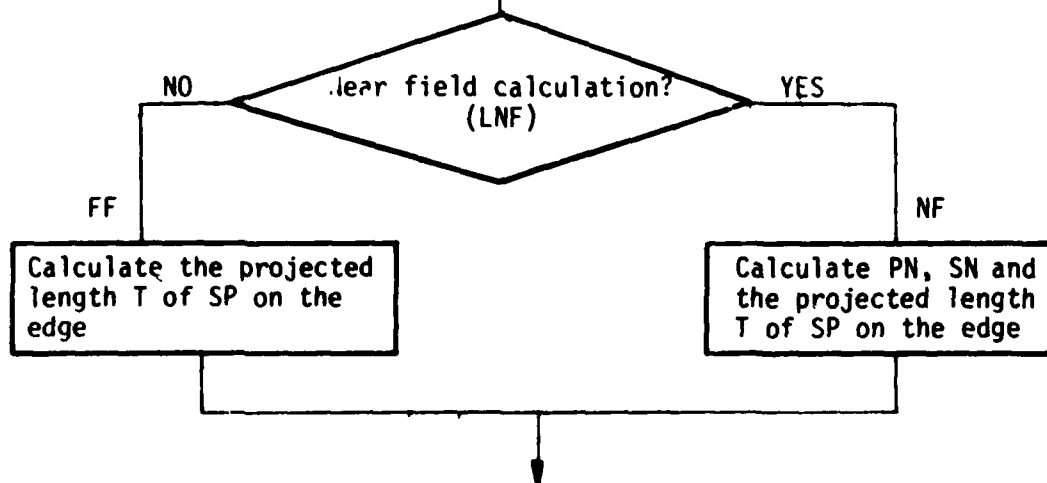 field calculation?
(LNF)
NO
YES
FF
NF
Calculate the projected
length T of SP on the
edge
Calculate PN, SN and
the projected length
T of SP on the edge